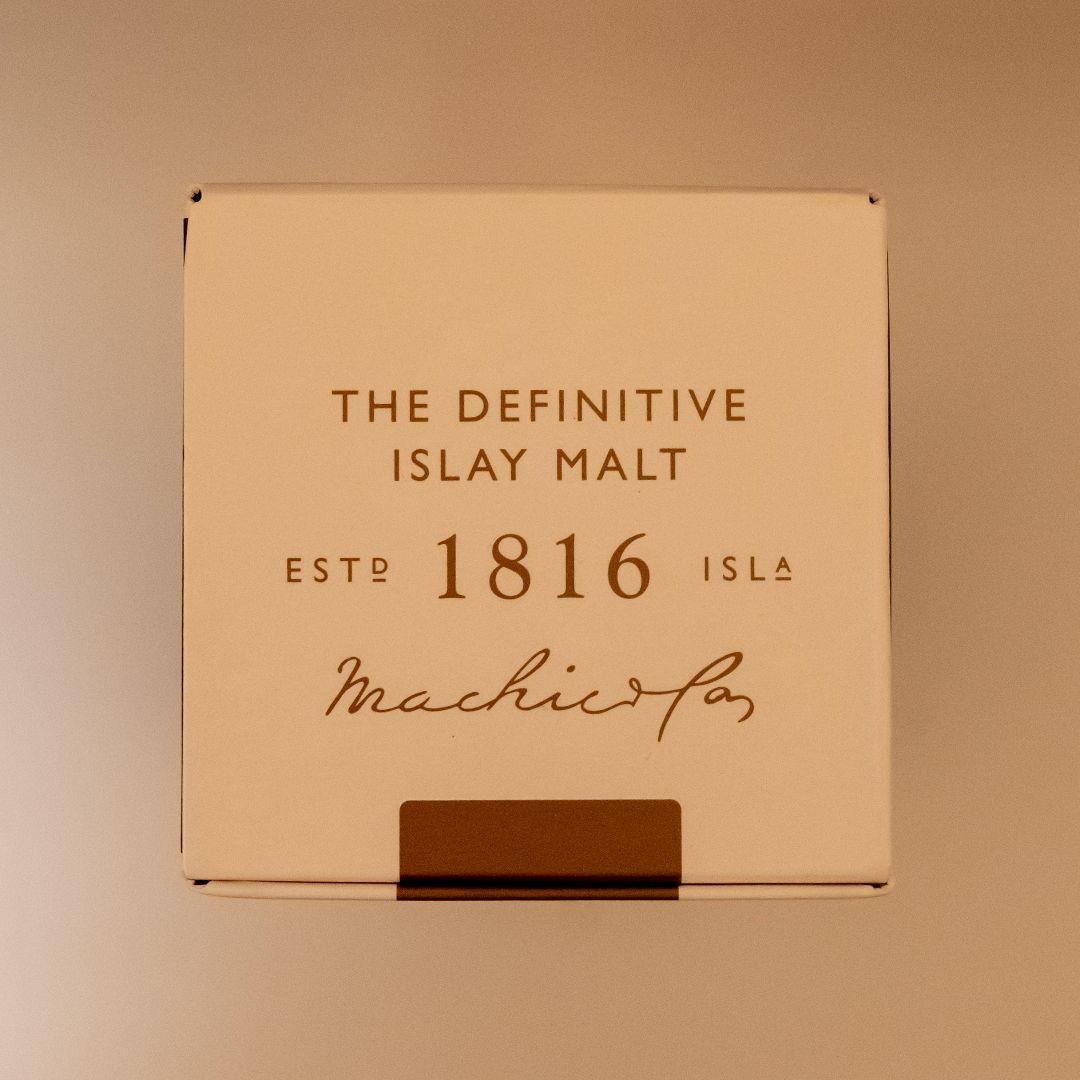 THE DEFINITIVE
ISLAY MALT
ESTD 1816 ISLA